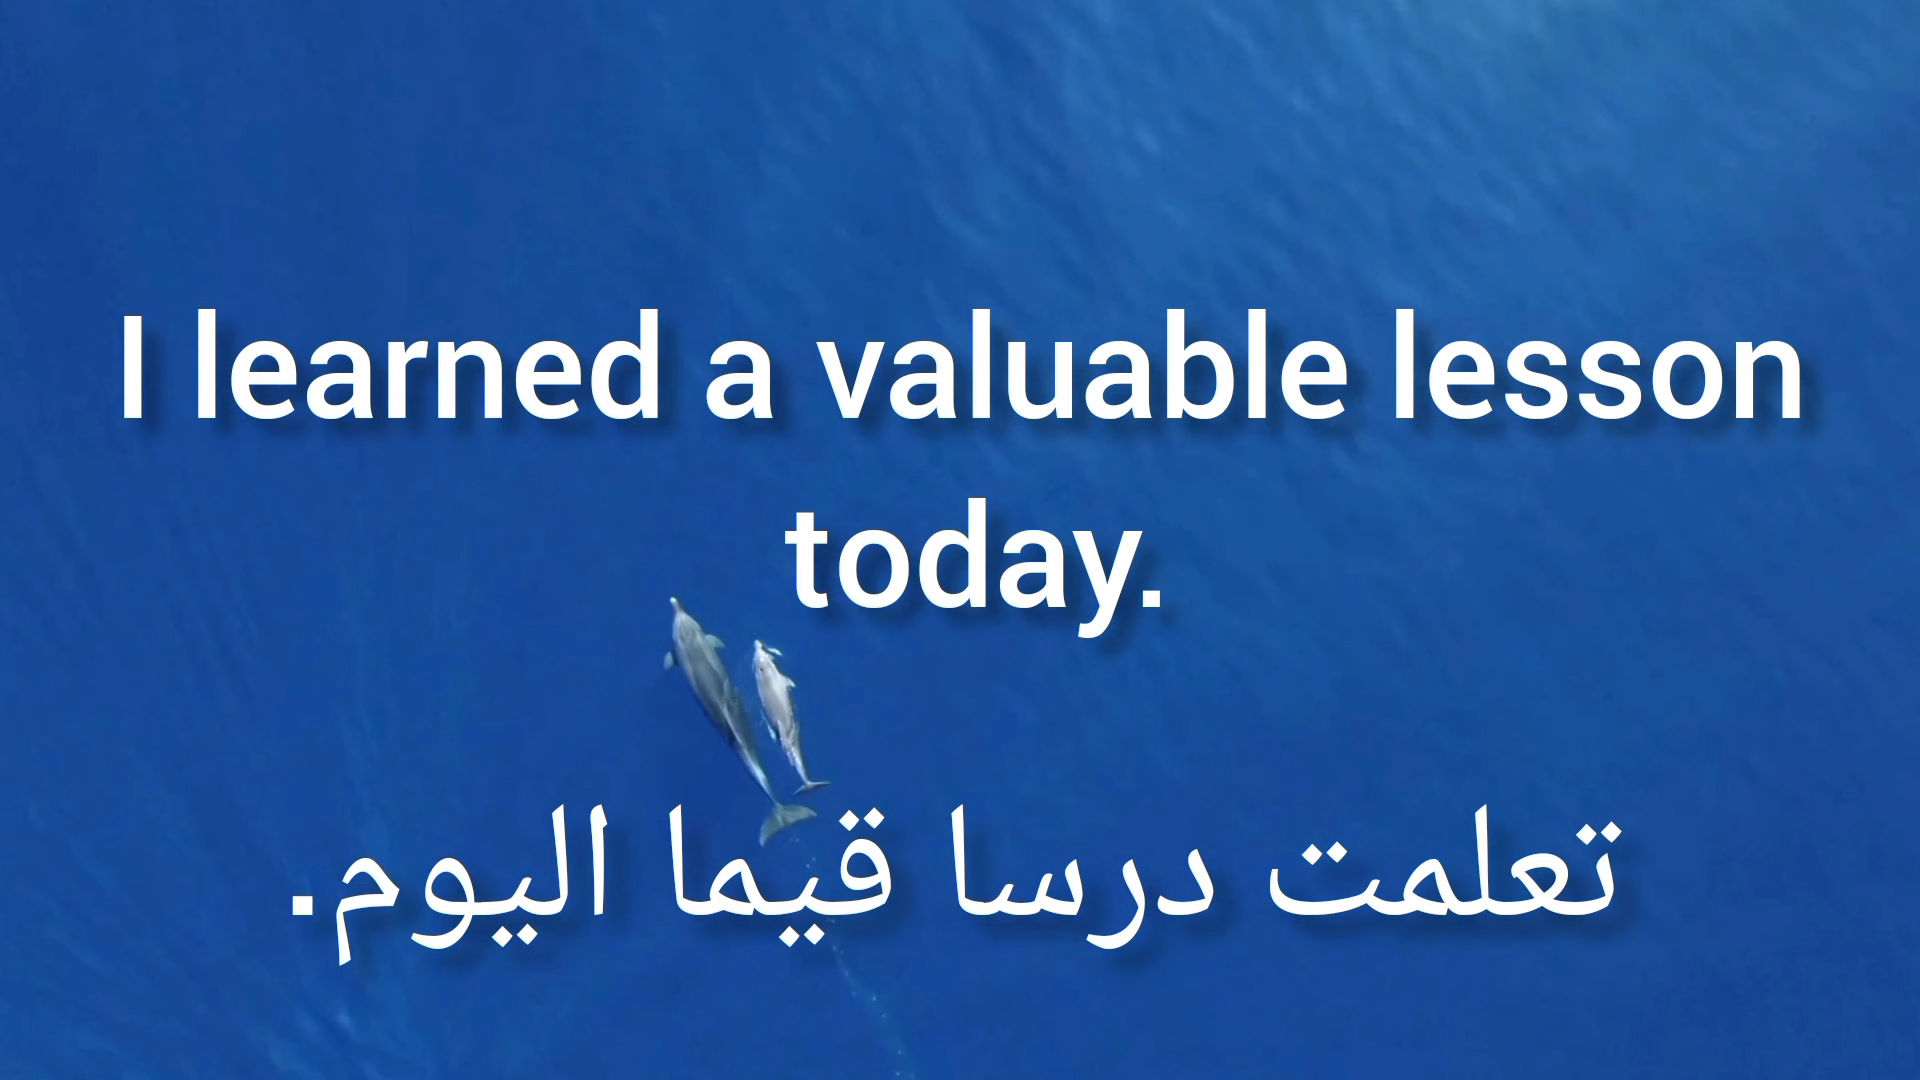 I learned a valuable lesson
today.
تعلمت درسا قيما اليوم.